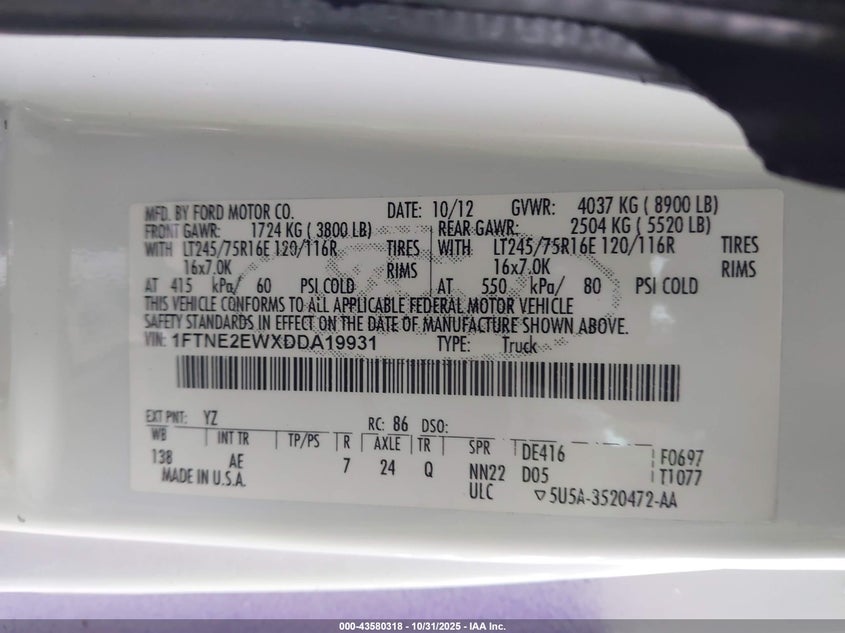 MFD. BY FORD MOTOR CO. DATE: 10/12 GVWR: 4037 KG ( 8900 LB)
FRONT GAWR: 1724 KG ( 3800 LB) REAR GAWR: 2504 KG ( 5520 LB)
WITH LT245/75R16E 120/116R TIRES WITH LT245/75R16E 120/116R TIRES
16x7.0K RIMS 16x7.0K RIMS
AT 415 kPa/ 60 PSI COLD AT 550 kPa/ 80 PSI COLD
THIS VEHICLE CONFORMS TO ALL APPLICABLE FEDERAL MOTOR VEHICLE
SAFETY STANDARDS IN EFFECT ON THE DATE OF MANUFACTURE SHOWN ABOVE.
VIN: 1FTNE2EWXDDA19931 TYPE: Truck
EXT PNT: YZ RC: 86 DSO:
WB INT TR TP/PS R AXLE TR SPR DE416 F0697
138 AE 7 24 Q NN22 D05 T1077
MADE IN U.S.A. ULC ▽5U5A-3520472-AA
000-43580318 - 10/31/2025 - IAA Inc.